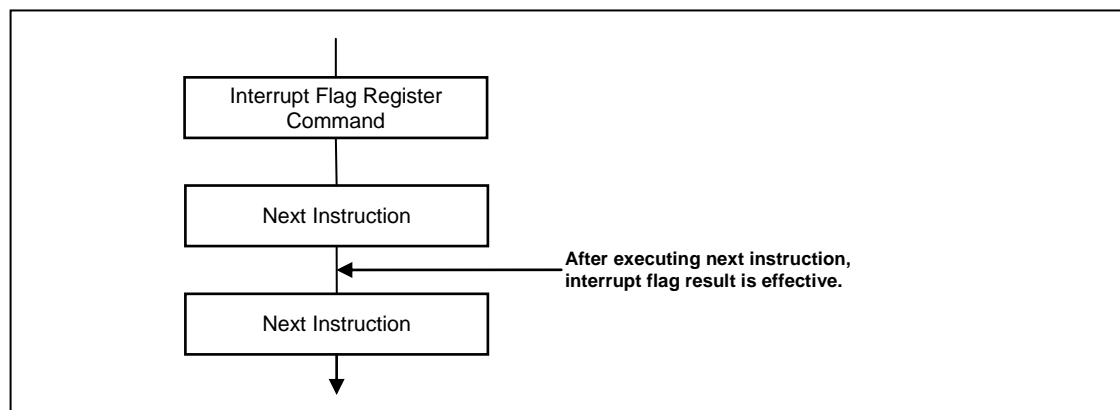 Interrupt Flag Register
Command
Next Instruction
After executing next instruction,
interrupt flag result is effective.
Next Instruction